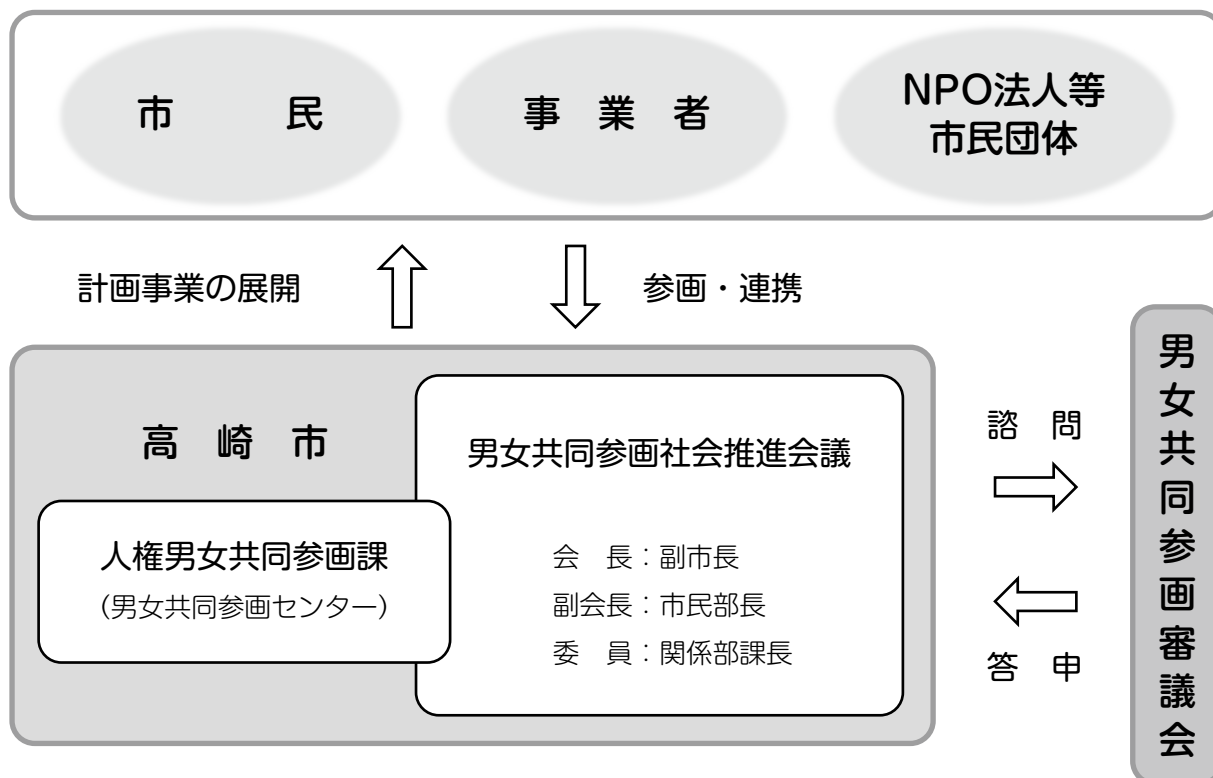 市　　民
事　業　者
NPO法人等
市民団体
計画事業の展開
参画・連携
高　崎　市
人権男女共同参画課
(男女共同参画センター)
男女共同参画社会推進会議
会　長：副市長
副会長：市民部長
委　員：関係部課長
諮　問
答　申
男女共同参画審議会